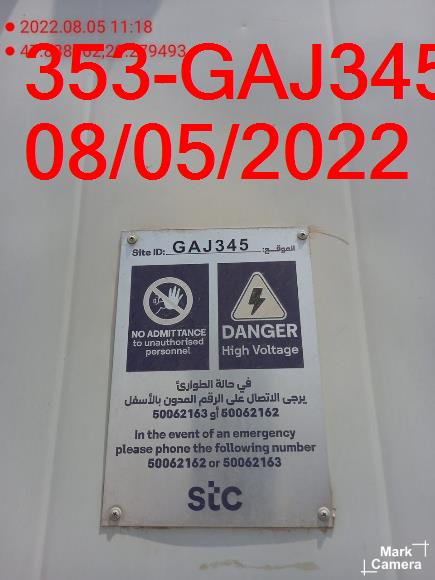 2022.08.05 11:18
353-GAJ345
08/05/2022
Site ID: GAJ345 الموقع:
NO ADMITTANCE
to unauthorised
personnel
DANGER
High Voltage
في حالة الطوارئ
يرجى الاتصال على الرقم المدون بالأسفل
50062162 أو 50062163
In the event of an emergency
please phone the following number
50062162 or 50062163
stc
Mark
Camera